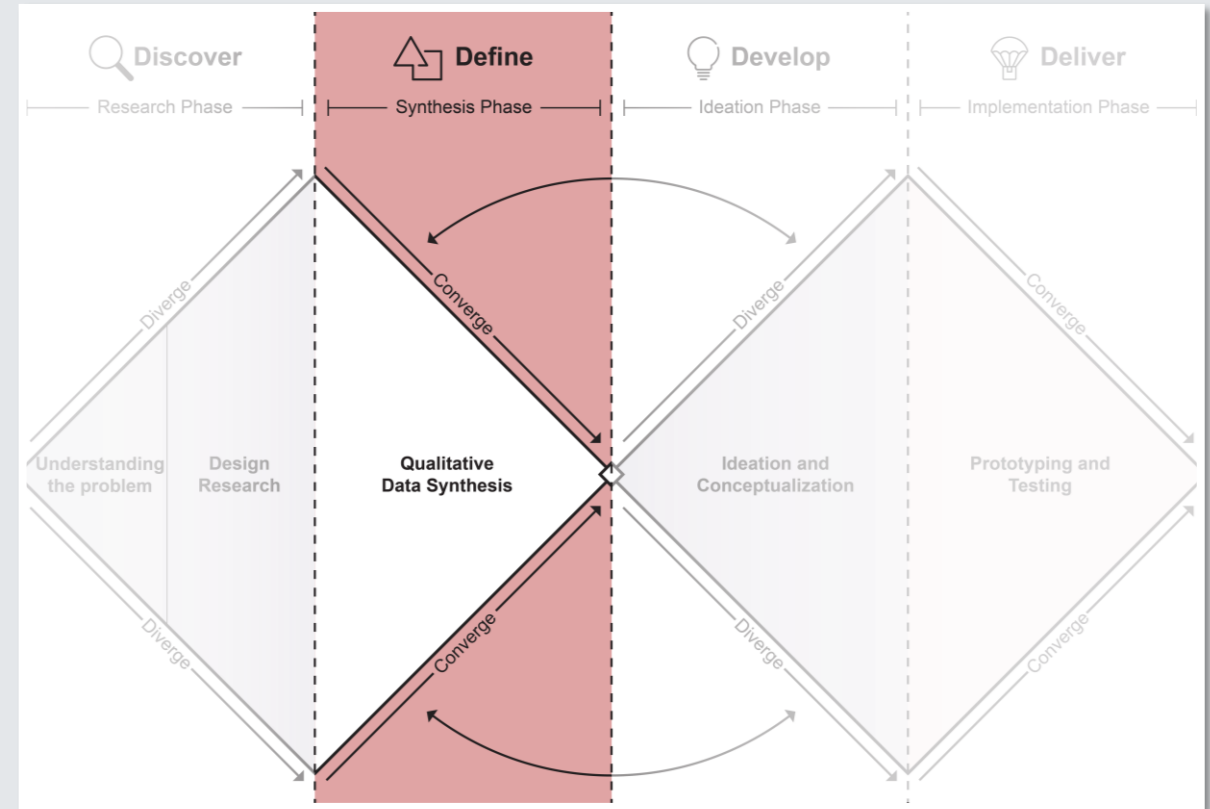 Discover
Define
Develop
Deliver
Research Phase
Synthesis Phase
Ideation Phase
Implementation Phase
Diverge
Converge
Diverge
Converge
Understanding
the problem
Design
Research
Qualitative
Data Synthesis
Ideation and
Conceptualization
Prototyping and
Testing
Diverge
Converge
Diverge
Converge